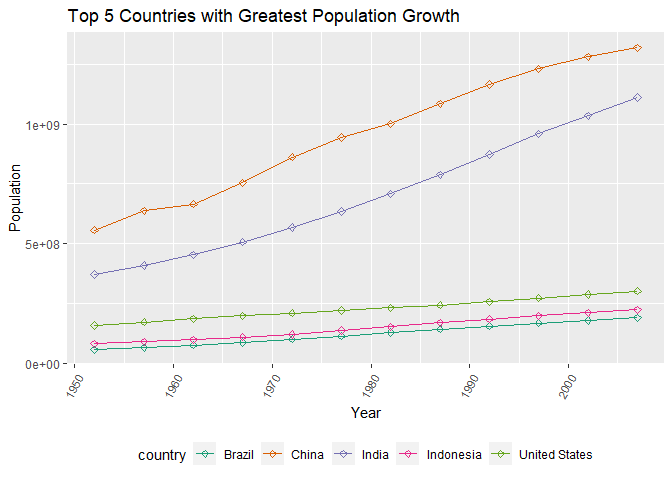 Top 5 Countries with Greatest Population Growth
Population
1e+09
5e+08
0e+00
1950 1960 1970 1980 1990 2000
Year
country Brazil China India Indonesia United States